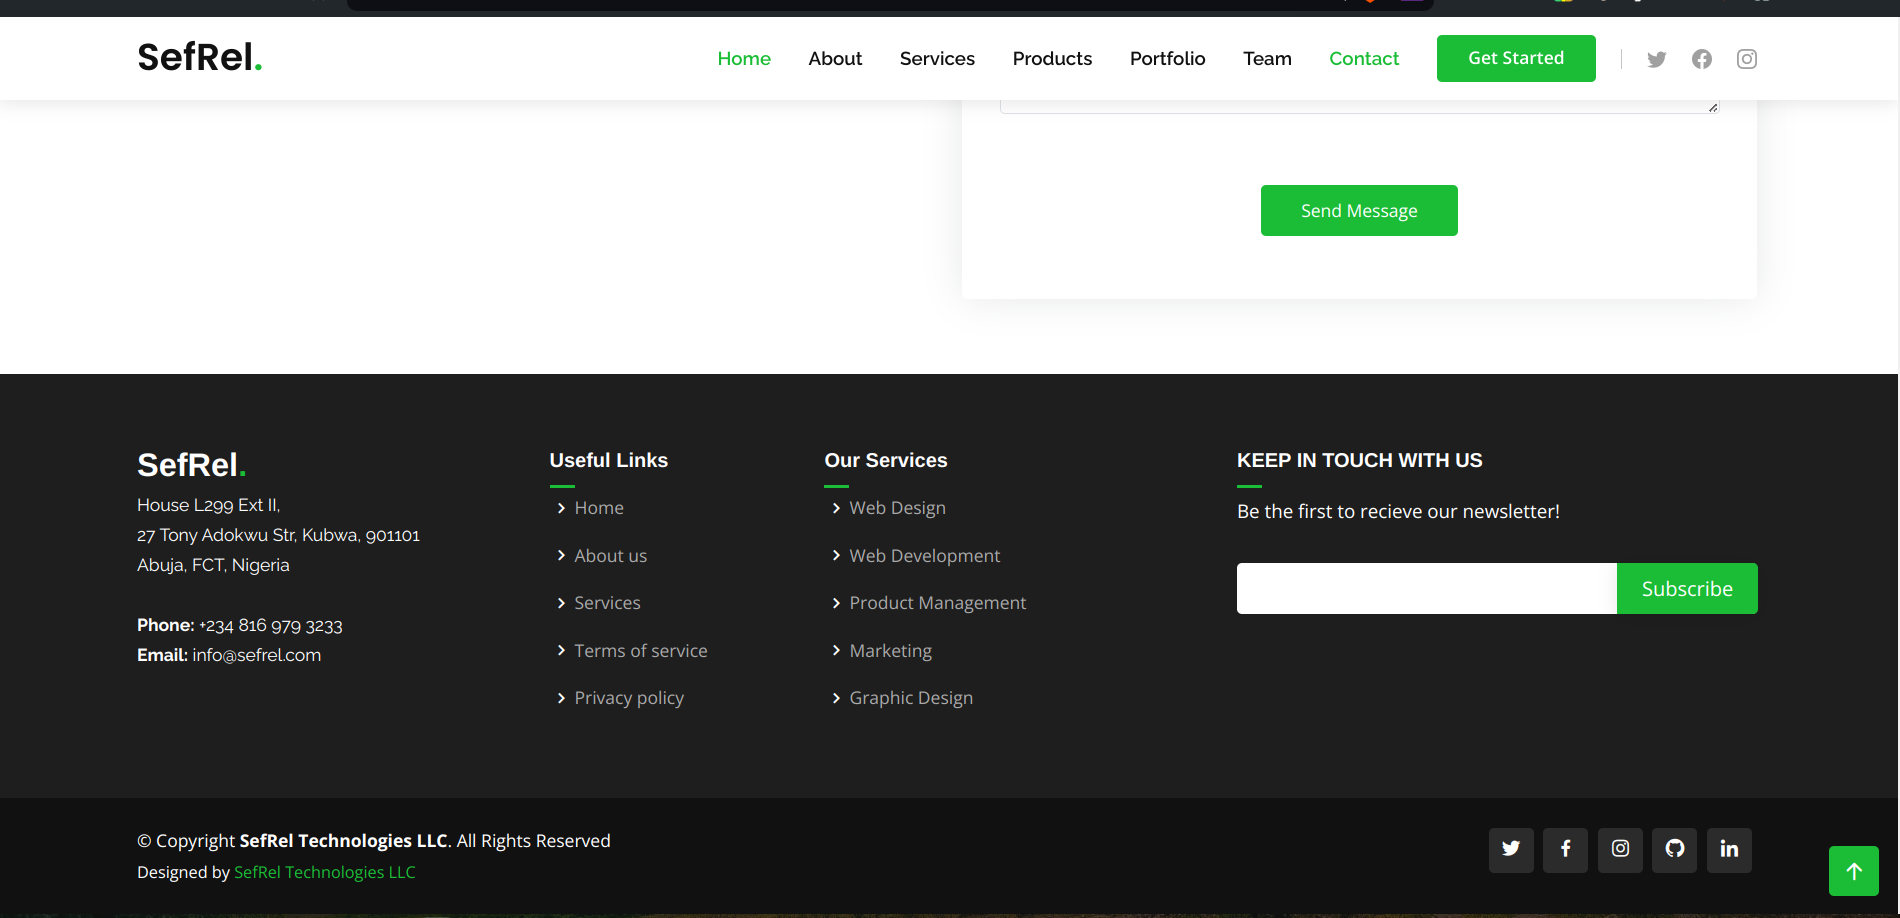 SefRel.
Home About Services Products Portfolio Team Contact Get Started
Send Message
SefRel.
House L299 Ext II,
27 Tony Adokwu Str, Kubwa, 901101
Abuja, FCT, Nigeria
Phone: +234 816 979 3233
Email: info@sefrel.com
Useful Links
Home
About us
Services
Terms of service
Privacy policy
Our Services
Web Design
Web Development
Product Management
Marketing
Graphic Design
KEEP IN TOUCH WITH US
Be the first to recieve our newsletter!
Subscribe
© Copyright SefRel Technologies LLC. All Rights Reserved
Designed by SefRel Technologies LLC